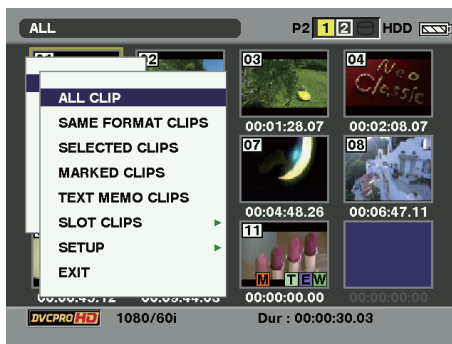 ALL P2 1 2 HDD
02 03 04
Neo
Classic
ALL CLIP
SAME FORMAT CLIPS 00:01:28.07 00:02:08.07
SELECTED CLIPS 07 08
MARKED CLIPS
TEXT MEMO CLIPS
SLOT CLIPS 00:04:48.26 00:06:47.11
SETUP 11
EXIT M T E W
00:00:00.00 00:00:00.00
DVCPRO HD 1080/60i Dur : 00:00:30.03